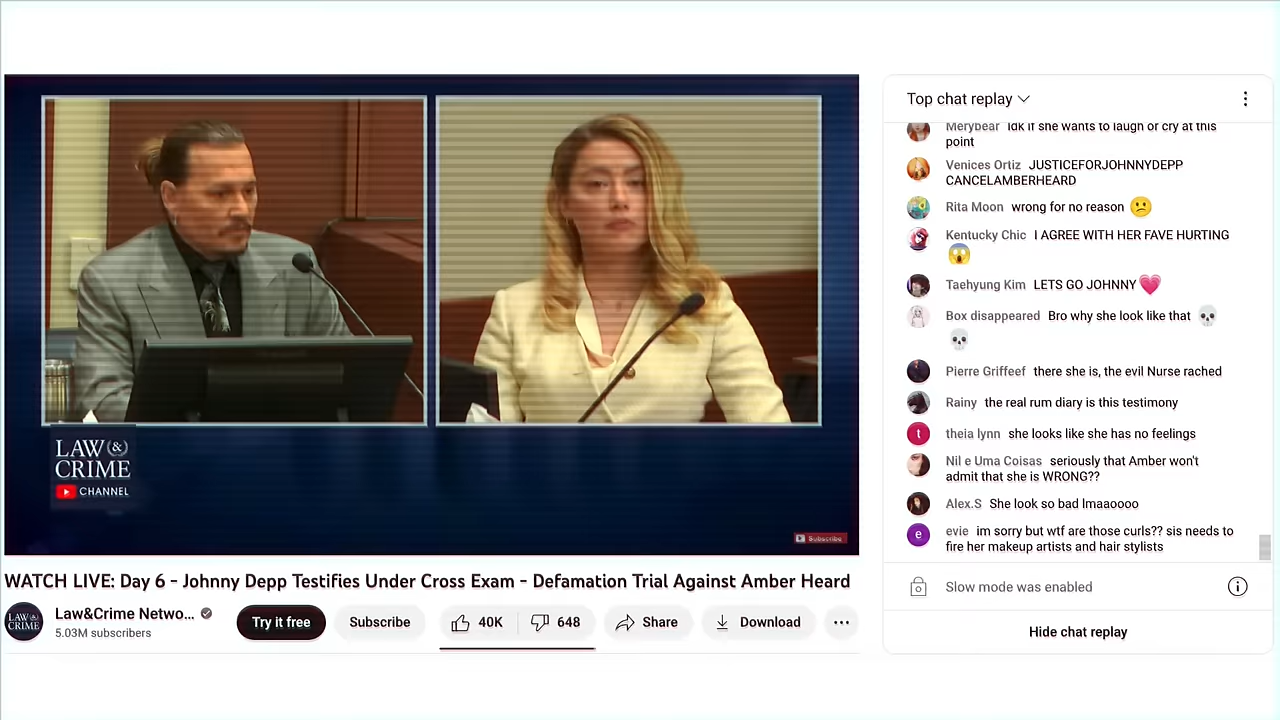 LAW&
CRIME
CHANNEL
Subscribe
WATCH LIVE: Day 6 - Johnny Depp Testifies Under Cross Exam - Defamation Trial Against Amber Heard
LAW&
CRIME
Law&Crime Netwo...
5.03M subscribers
Try it free
Subscribe
40K
648
Share
Download
Top chat replay
Merybear Idk if she wants to laugh or cry at this
point
Venices Ortiz JUSTICEFORJOHNNYDEPP
CANCELAMBERHEARD
Rita Moon wrong for no reason 😕
Kentucky Chic I AGREE WITH HER FAVE HURTING
😱
Taehyung Kim LETS GO JOHNNY 💗
Box disappeared Bro why she look like that 💀
💀
Pierre Griffeef there she is, the evil Nurse rached
Rainy the real rum diary is this testimony
t
theia lynn she looks like she has no feelings
Nil e Uma Coisas seriously that Amber won't
admit that she is WRONG??
Alex.S She look so bad lmaaoooo
e
evie im sorry but wtf are those curls?? sis needs to
fire her makeup artists and hair stylists
Slow mode was enabled
Hide chat replay